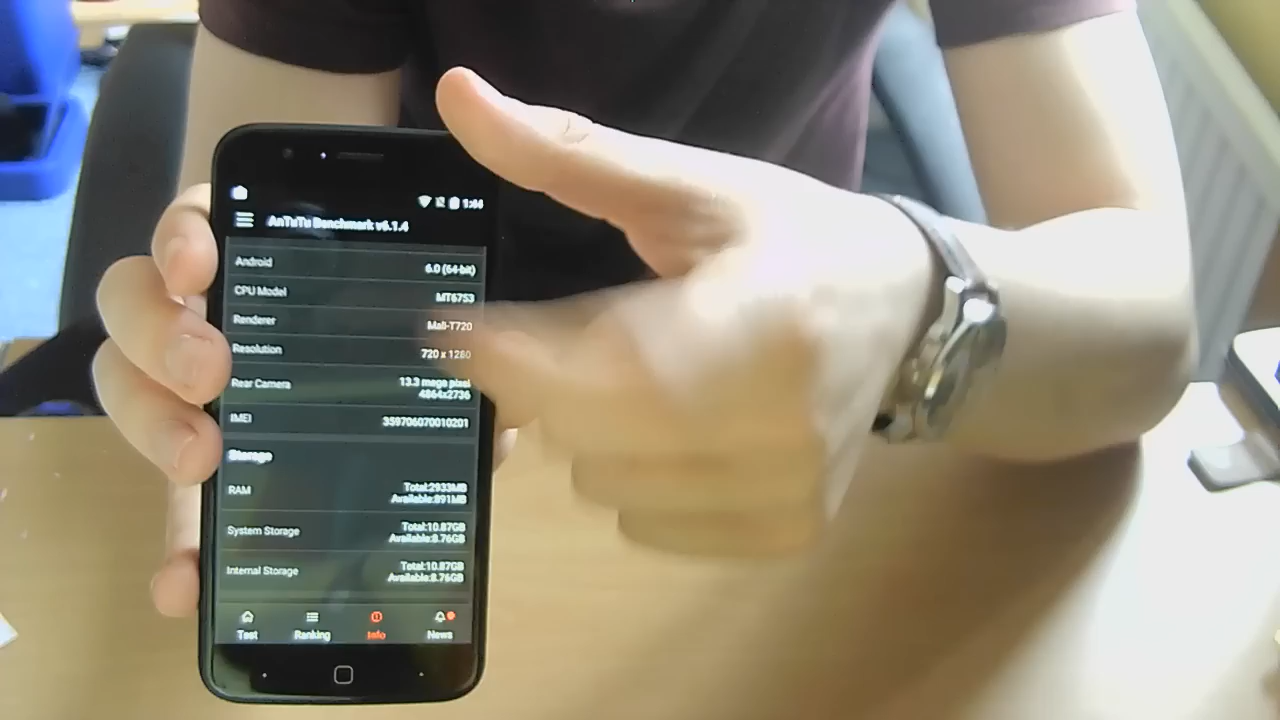 1:44
AnTuTu Benchmark v6.1.4
Android 6.0 (64-bit)
CPU Model MT6753
Renderer Mali-T720
Resolution 720 x 1280
Rear Camera 13.3 mega pixel
4864x2736
IMEI 359706070010201
Storage
RAM Total:2933MB
Available:891MB
System Storage Total:10.87GB
Available:8.76GB
Internal Storage Total:10.87GB
Available:8.76GB
Test Ranking Info News